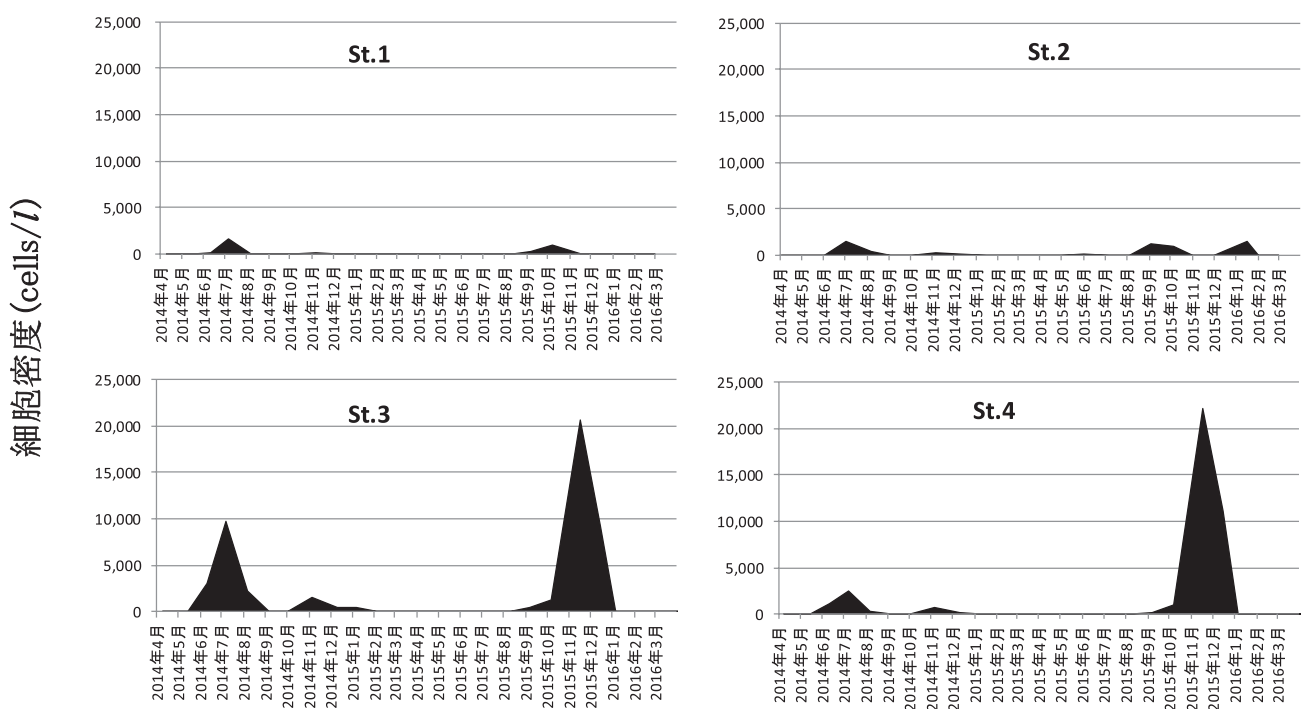 細胞密度(cells/l)
St.1
25,000
20,000
15,000
10,000
5,000
0
2014年4月
2014年5月
2014年6月
2014年7月
2014年8月
2014年9月
2014年10月
2014年11月
2014年12月
2015年1月
2015年2月
2015年3月
2015年4月
2015年5月
2015年6月
2015年7月
2015年8月
2015年9月
2015年10月
2015年11月
2015年12月
2016年1月
2016年2月
2016年3月
St.2
25,000
20,000
15,000
10,000
5,000
0
2014年4月
2014年5月
2014年6月
2014年7月
2014年8月
2014年9月
2014年10月
2014年11月
2014年12月
2015年1月
2015年2月
2015年3月
2015年4月
2015年5月
2015年6月
2015年7月
2015年8月
2015年9月
2015年10月
2015年11月
2015年12月
2016年1月
2016年2月
2016年3月
St.3
25,000
20,000
15,000
10,000
5,000
0
2014年4月
2014年5月
2014年6月
2014年7月
2014年8月
2014年9月
2014年10月
2014年11月
2014年12月
2015年1月
2015年2月
2015年3月
2015年4月
2015年5月
2015年6月
2015年7月
2015年8月
2015年9月
2015年10月
2015年11月
2015年12月
2016年1月
2016年2月
2016年3月
St.4
25,000
20,000
15,000
10,000
5,000
0
2014年4月
2014年5月
2014年6月
2014年7月
2014年8月
2014年9月
2014年10月
2014年11月
2014年12月
2015年1月
2015年2月
2015年3月
2015年4月
2015年5月
2015年6月
2015年7月
2015年8月
2015年9月
2015年10月
2015年11月
2015年12月
2016年1月
2016年2月
2016年3月